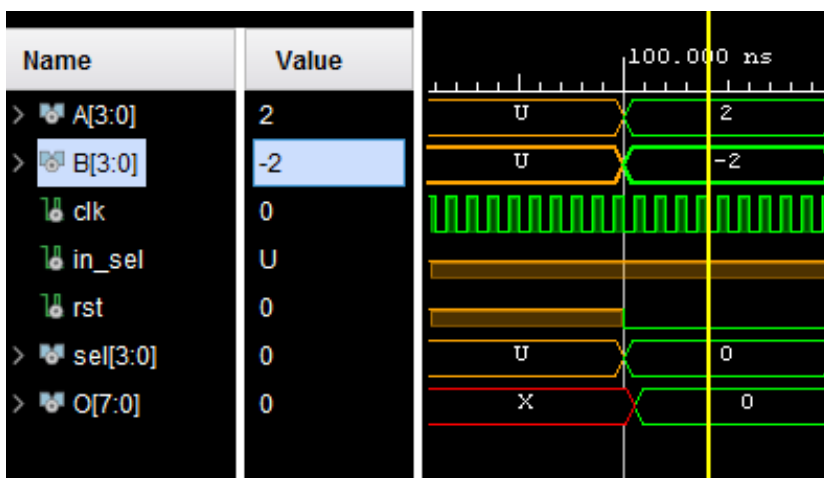 Name Value 100.000 ns
A[3:0] 2 U 2
B[3:0] -2 U -2
clk 0
in_sel U
rst 0
sel[3:0] 0 U 0
O[7:0] 0 X 0